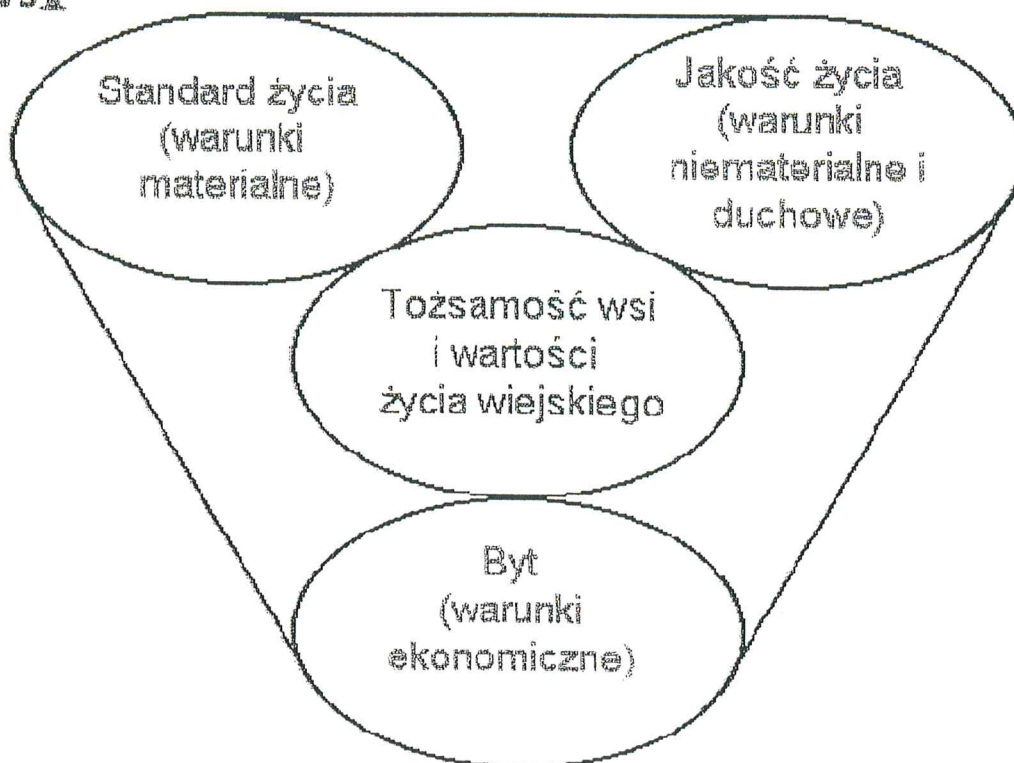 Standard życia
(warunki
materialne)
Jakość życia
(warunki
niematerialne i
duchowe)
Tożsamość wsi
i wartości
życia wiejskiego
Byt
(warunki
ekonomiczne)